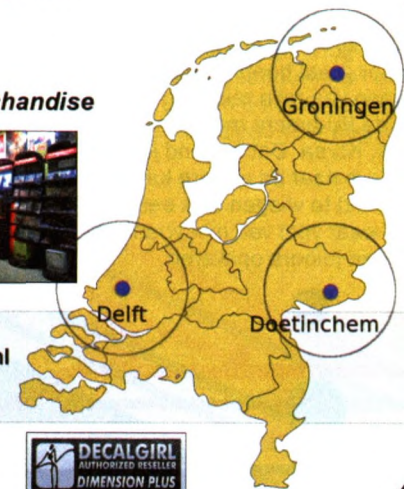 handise
Groningen
Delft
Doetinchem
al
DECALGIRL
AUTHORIZED RESELLER
DIMENSION PLUS